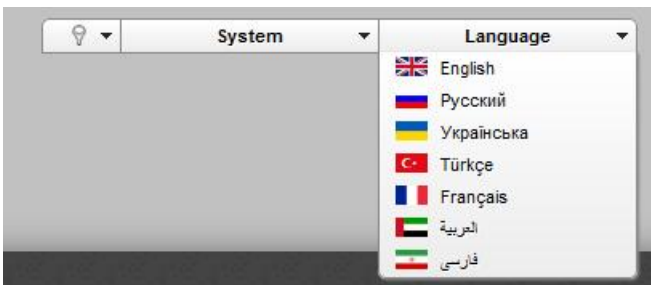 System
Language
English
Русский
Українська
Türkçe
Français
العربية
فارسی